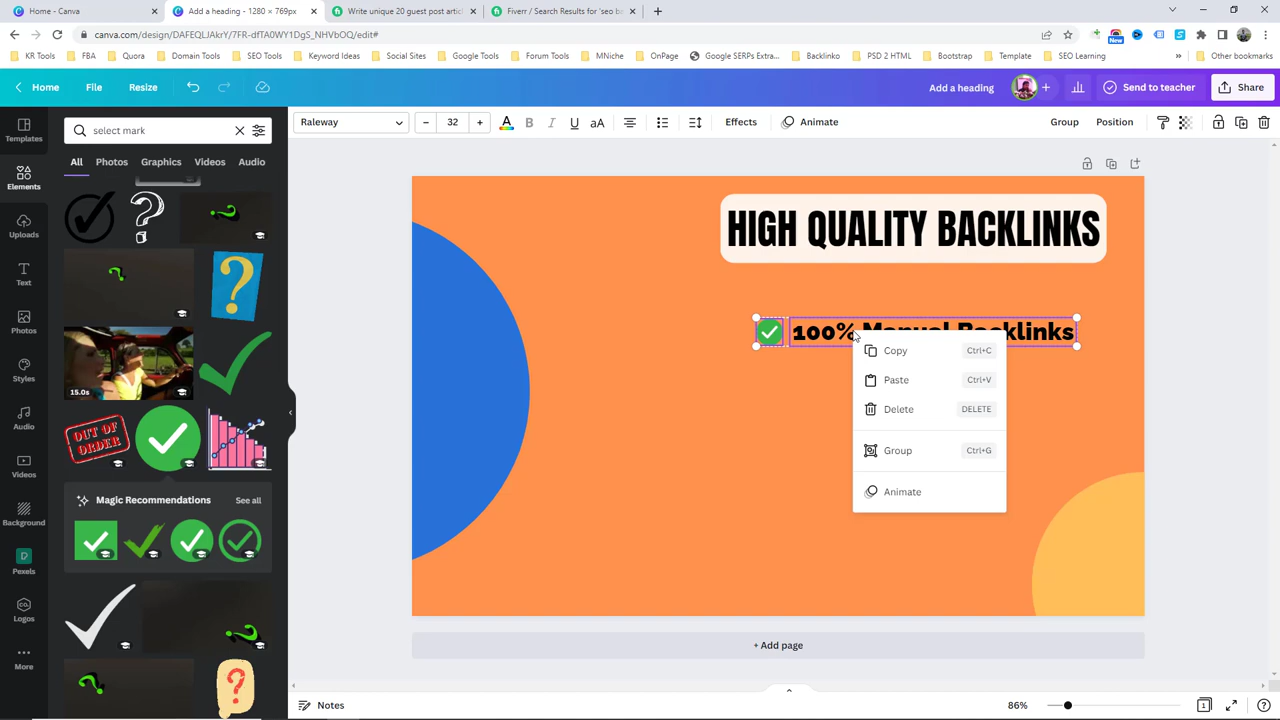 Home - Canva
Add a heading - 1280 × 769px
Write unique 20 guest post articl
Fiverr / Search Results for 'seo ba
canva.com/design/DAFEQLJAkrY/7FR-dfTA0WY1DgS_NHVbOQ/edit#
New
KR Tools
FBA
Quora
Domain Tools
SEO Tools
Keyword Ideas
Social Sites
Google Tools
Forum Tools
MNiche
OnPage
Google SERPs Extra...
Backlinko
PSD 2 HTML
Bootstrap
Template
SEO Learning
»
Other bookmarks
Home
File
Resize
Add a heading
Send to teacher
Share
Templates
Elements
Uploads
Text
Photos
Styles
Audio
Videos
Background
Pexels
Logos
More
select mark
All
Photos
Graphics
Videos
Audio
15.0s
OUT OF
ORDER
Magic Recommendations
See all
Raleway
32
B
I
U
aA
Effects
Animate
Group
Position
HIGH QUALITY BACKLINKS
100% Manual Backlinks
Copy
Ctrl+C
Paste
Ctrl+V
Delete
DELETE
Group
Ctrl+G
Animate
+ Add page
Notes
86%
1